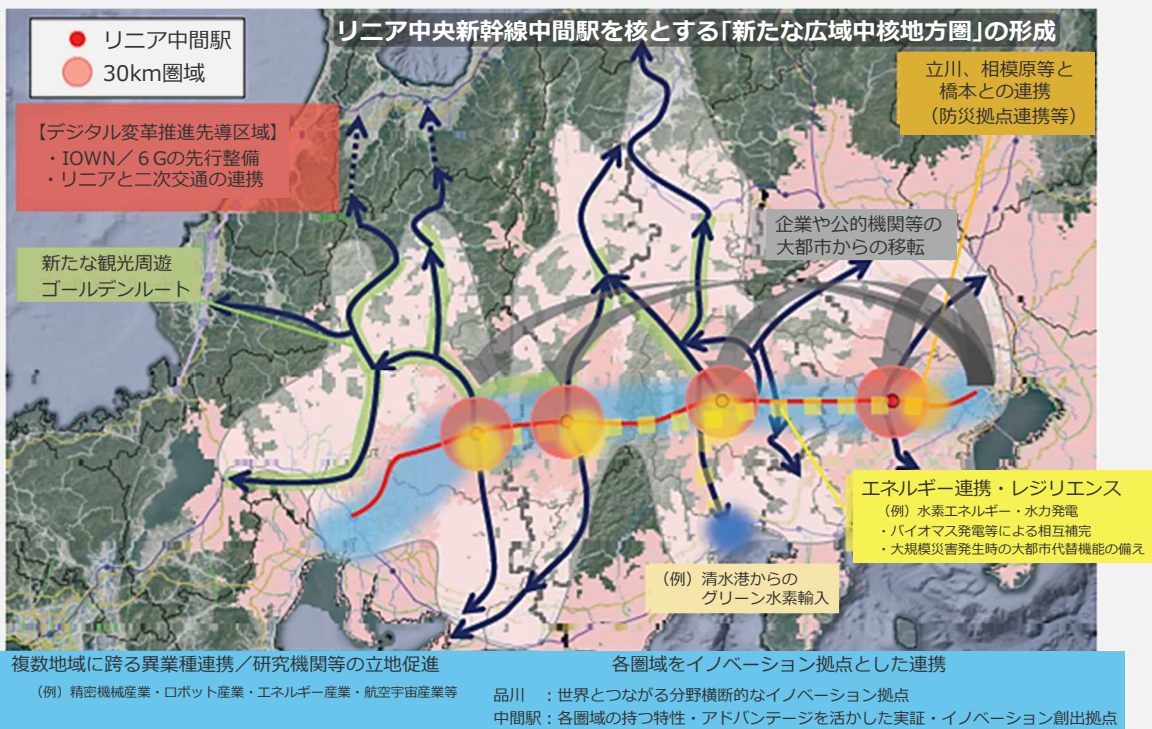 リニア中央新幹線中間駅を核とする「新たな広域中核地方圏」の形成
リニア中間駅
30km圏域
立川、相模原等と
橋本との連携
（防災拠点連携等）
【デジタル変革推進先導区域】
・IOWN／６Gの先行整備
・リニアと二次交通の連携
企業や公的機関等の
大都市からの移転
新たな観光周遊
ゴールデンルート
エネルギー連携・レジリエンス
（例）水素エネルギー・水力発電
・バイオマス発電等による相互補完
・大規模災害発生時の大都市代替機能の備え
（例）清水港からの
グリーン水素輸入
複数地域に跨る異業種連携／研究機関等の立地促進
（例）精密機械産業・ロボット産業・エネルギー産業・航空宇宙産業等
各圏域をイノベーション拠点とした連携
品川　：世界とつながる分野横断的なイノベーション拠点
中間駅：各圏域の持つ特性・アドバンテージを活かした実証・イノベーション創出拠点